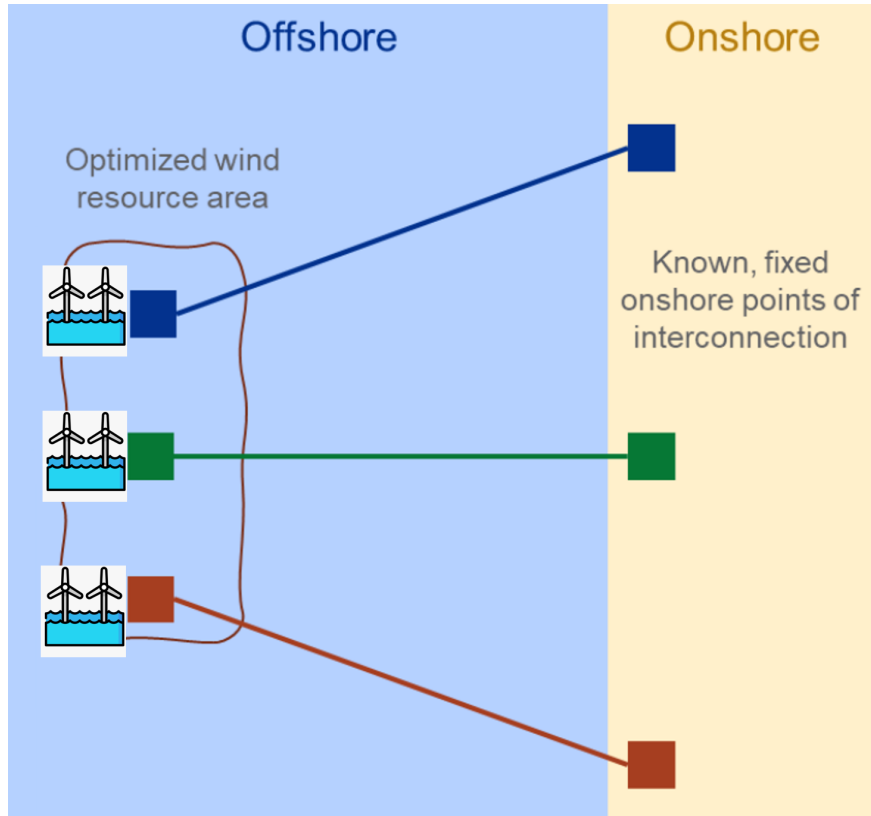 Offshore
Onshore
Optimized wind
resource area
Known, fixed
onshore points of
interconnection